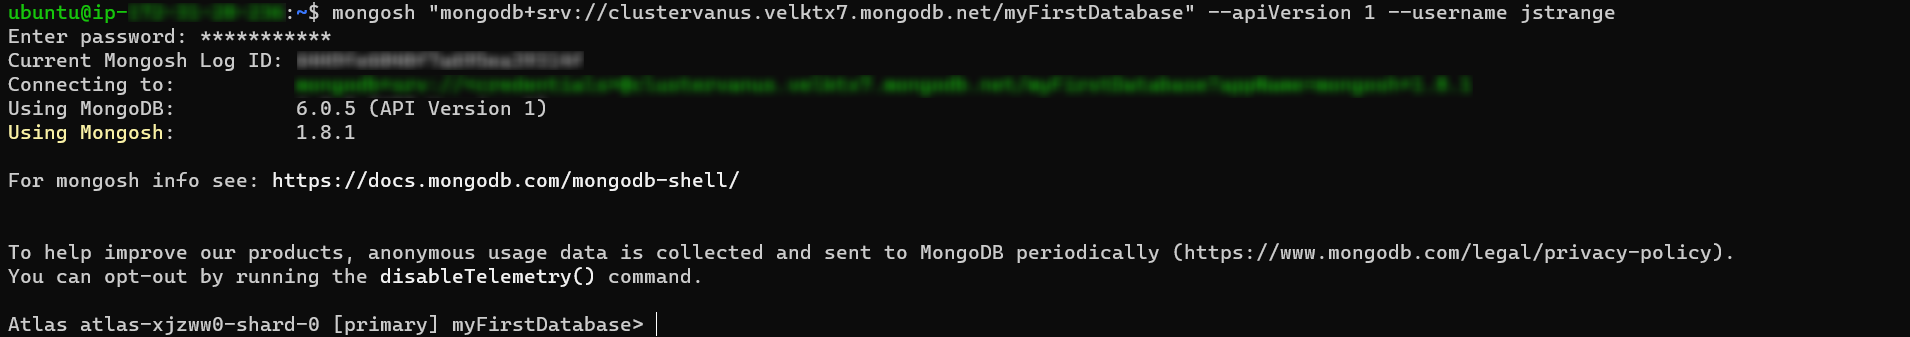 ubuntu@ip-:~$ mongosh "mongodb+srv://clustervanus.velktx7.mongodb.net/myFirstDatabase" --apiVersion 1 --username jstrange
Enter password: ***********
Current Mongosh Log ID:
Connecting to:
Using MongoDB: 6.0.5 (API Version 1)
Using Mongosh: 1.8.1
For mongosh info see: https://docs.mongodb.com/mongodb-shell/
To help improve our products, anonymous usage data is collected and sent to MongoDB periodically (https://www.mongodb.com/legal/privacy-policy).
You can opt-out by running the disableTelemetry() command.
Atlas atlas-xjzww0-shard-0 [primary] myFirstDatabase>